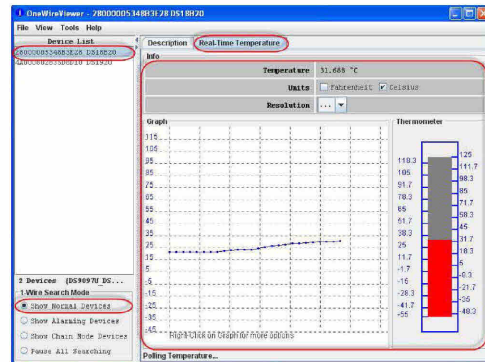 OneWireViewer - 2800000534BB3E28 DS18B20
File View Tools Help
Device List
DS18B20
DS1920
Description
Real-Time Temperature
Info
Temperature 31.688 °C
Units Fahrenheit Celsius
Resolution ...
Graph
Thermometer
115
105
95
85
75
65
55
45
35
25
15
5
-5
-15
-25
-35
-45
Right-Click on Graph for more options
118.3
105
91.7
78.3
65
51.7
38.3
25
11.7
-1.7
-15
-28.3
-41.7
-55
125
111.7
98.3
85
71.7
58.3
45
31.7
18.3
5
-8.3
-21.7
-35
-48.3
2 Devices (DS9097U_DS...
1-Wire Search Mode
Show Normal Devices
Show Alarming Devices
Show Chain Mode Devices
Pause All Searching
Polling Temperature...